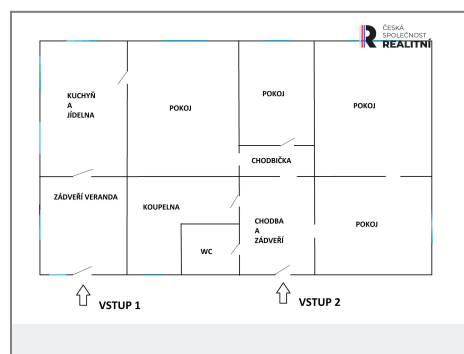 ČESKÁ
SPOLEČNOST
REALITNÍ
KUCHYŇ
A
JÍDELNA
POKOJ
POKOJ
POKOJ
CHODBIČKA
ZÁDVEŘÍ VERANDA
KOUPELNA
CHODBA
A
ZÁDVEŘÍ
POKOJ
WC
VSTUP 1
VSTUP 2